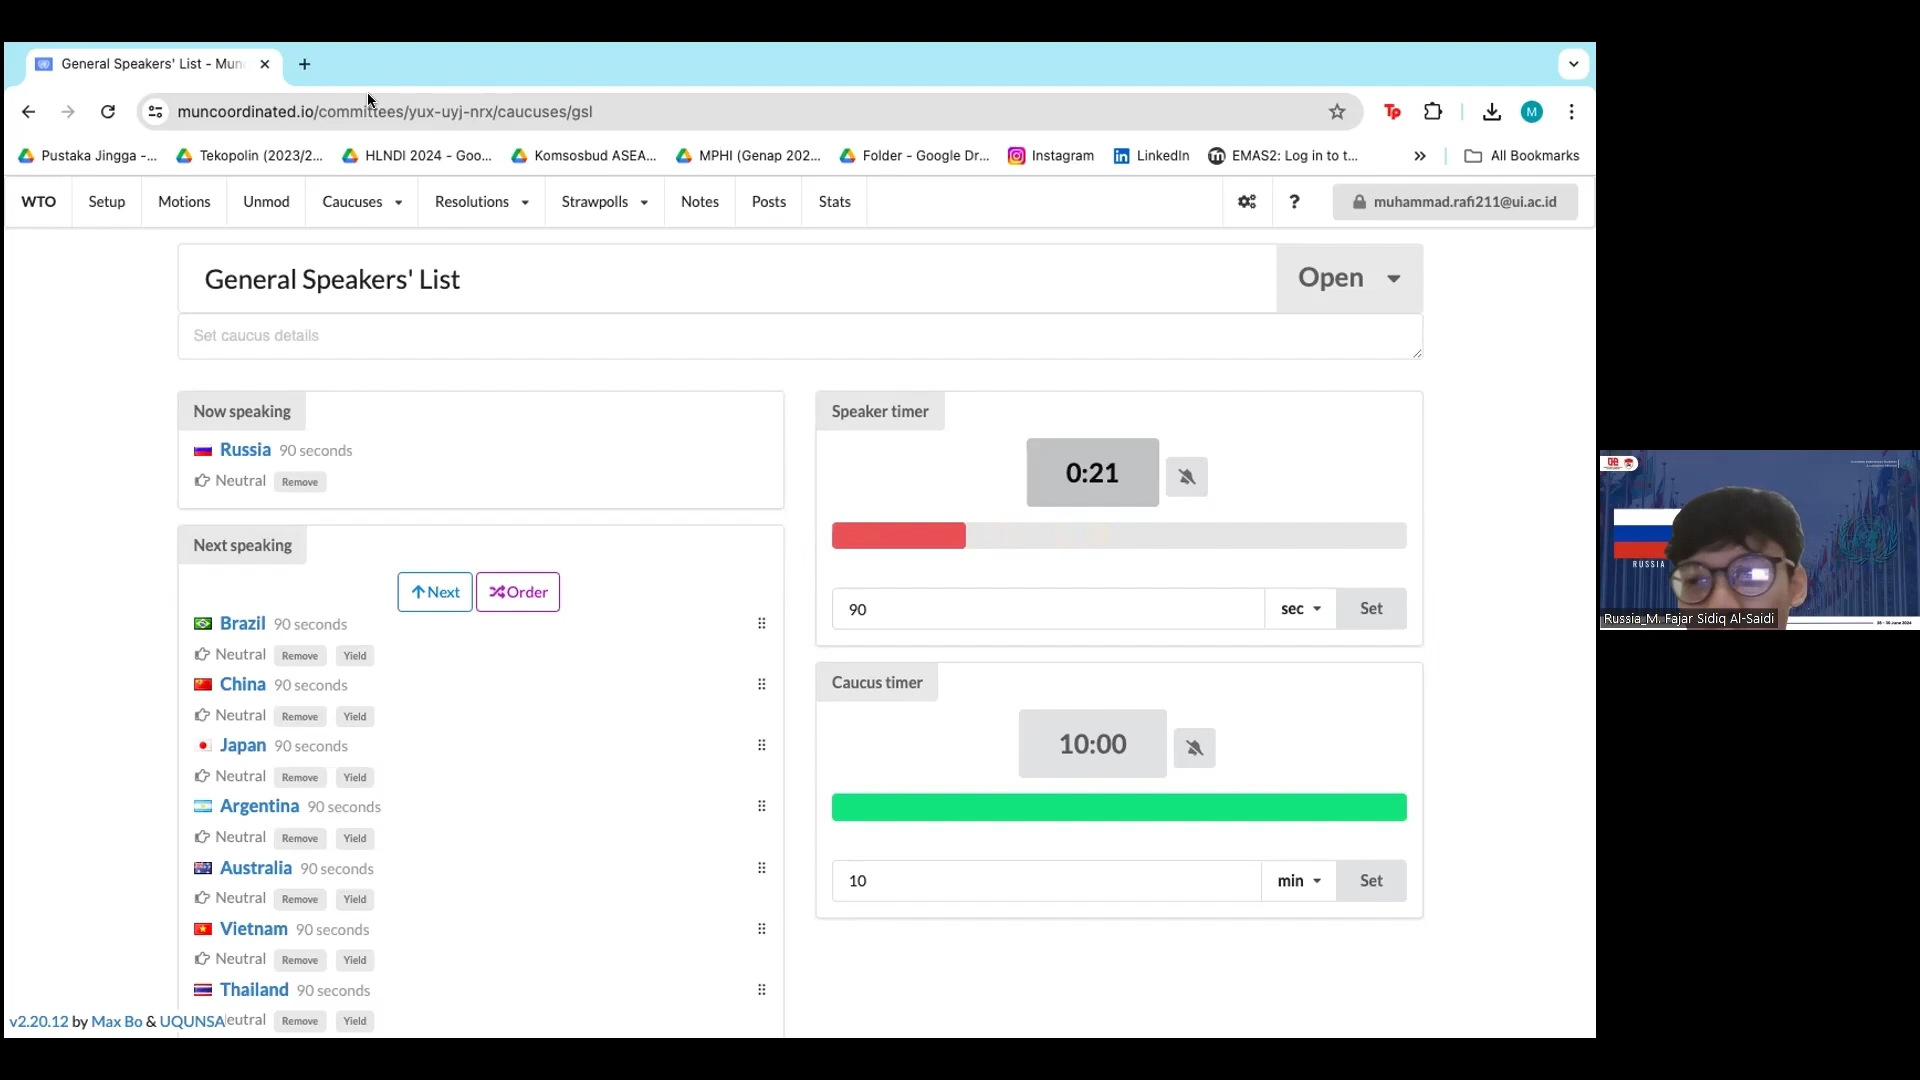 General Speakers' List - Mun
muncoordinated.io/committees/yux-uyj-nrx/caucuses/gsl
Tp
M
Pustaka Jingga -...
Tekopolin (2023/2...
HLNDI 2024 - Goo...
Komsosbud ASEA...
MPHI (Genap 202...
Folder - Google Dr...
Instagram
LinkedIn
EMAS2: Log in to t...
All Bookmarks
WTO
Setup
Motions
Unmod
Caucuses
Resolutions
Strawpolls
Notes
Posts
Stats
?
muhammad.rafi211@ui.ac.id
General Speakers' List
Open
Set caucus details
Now speaking
Russia 90 seconds
Neutral Remove
Next speaking
Next
Order
Brazil 90 seconds
Neutral Remove Yield
China 90 seconds
Neutral Remove Yield
Japan 90 seconds
Neutral Remove Yield
Argentina 90 seconds
Neutral Remove Yield
Australia 90 seconds
Neutral Remove Yield
Vietnam 90 seconds
Neutral Remove Yield
Thailand 90 seconds
eutral Remove Yield
v2.20.12 by Max Bo & UQUNSA
Speaker timer
0:21
90
sec
Set
Caucus timer
10:00
10
min
Set
RUSSIA
Russia_M. Fajar Sidiq Al-Saidi